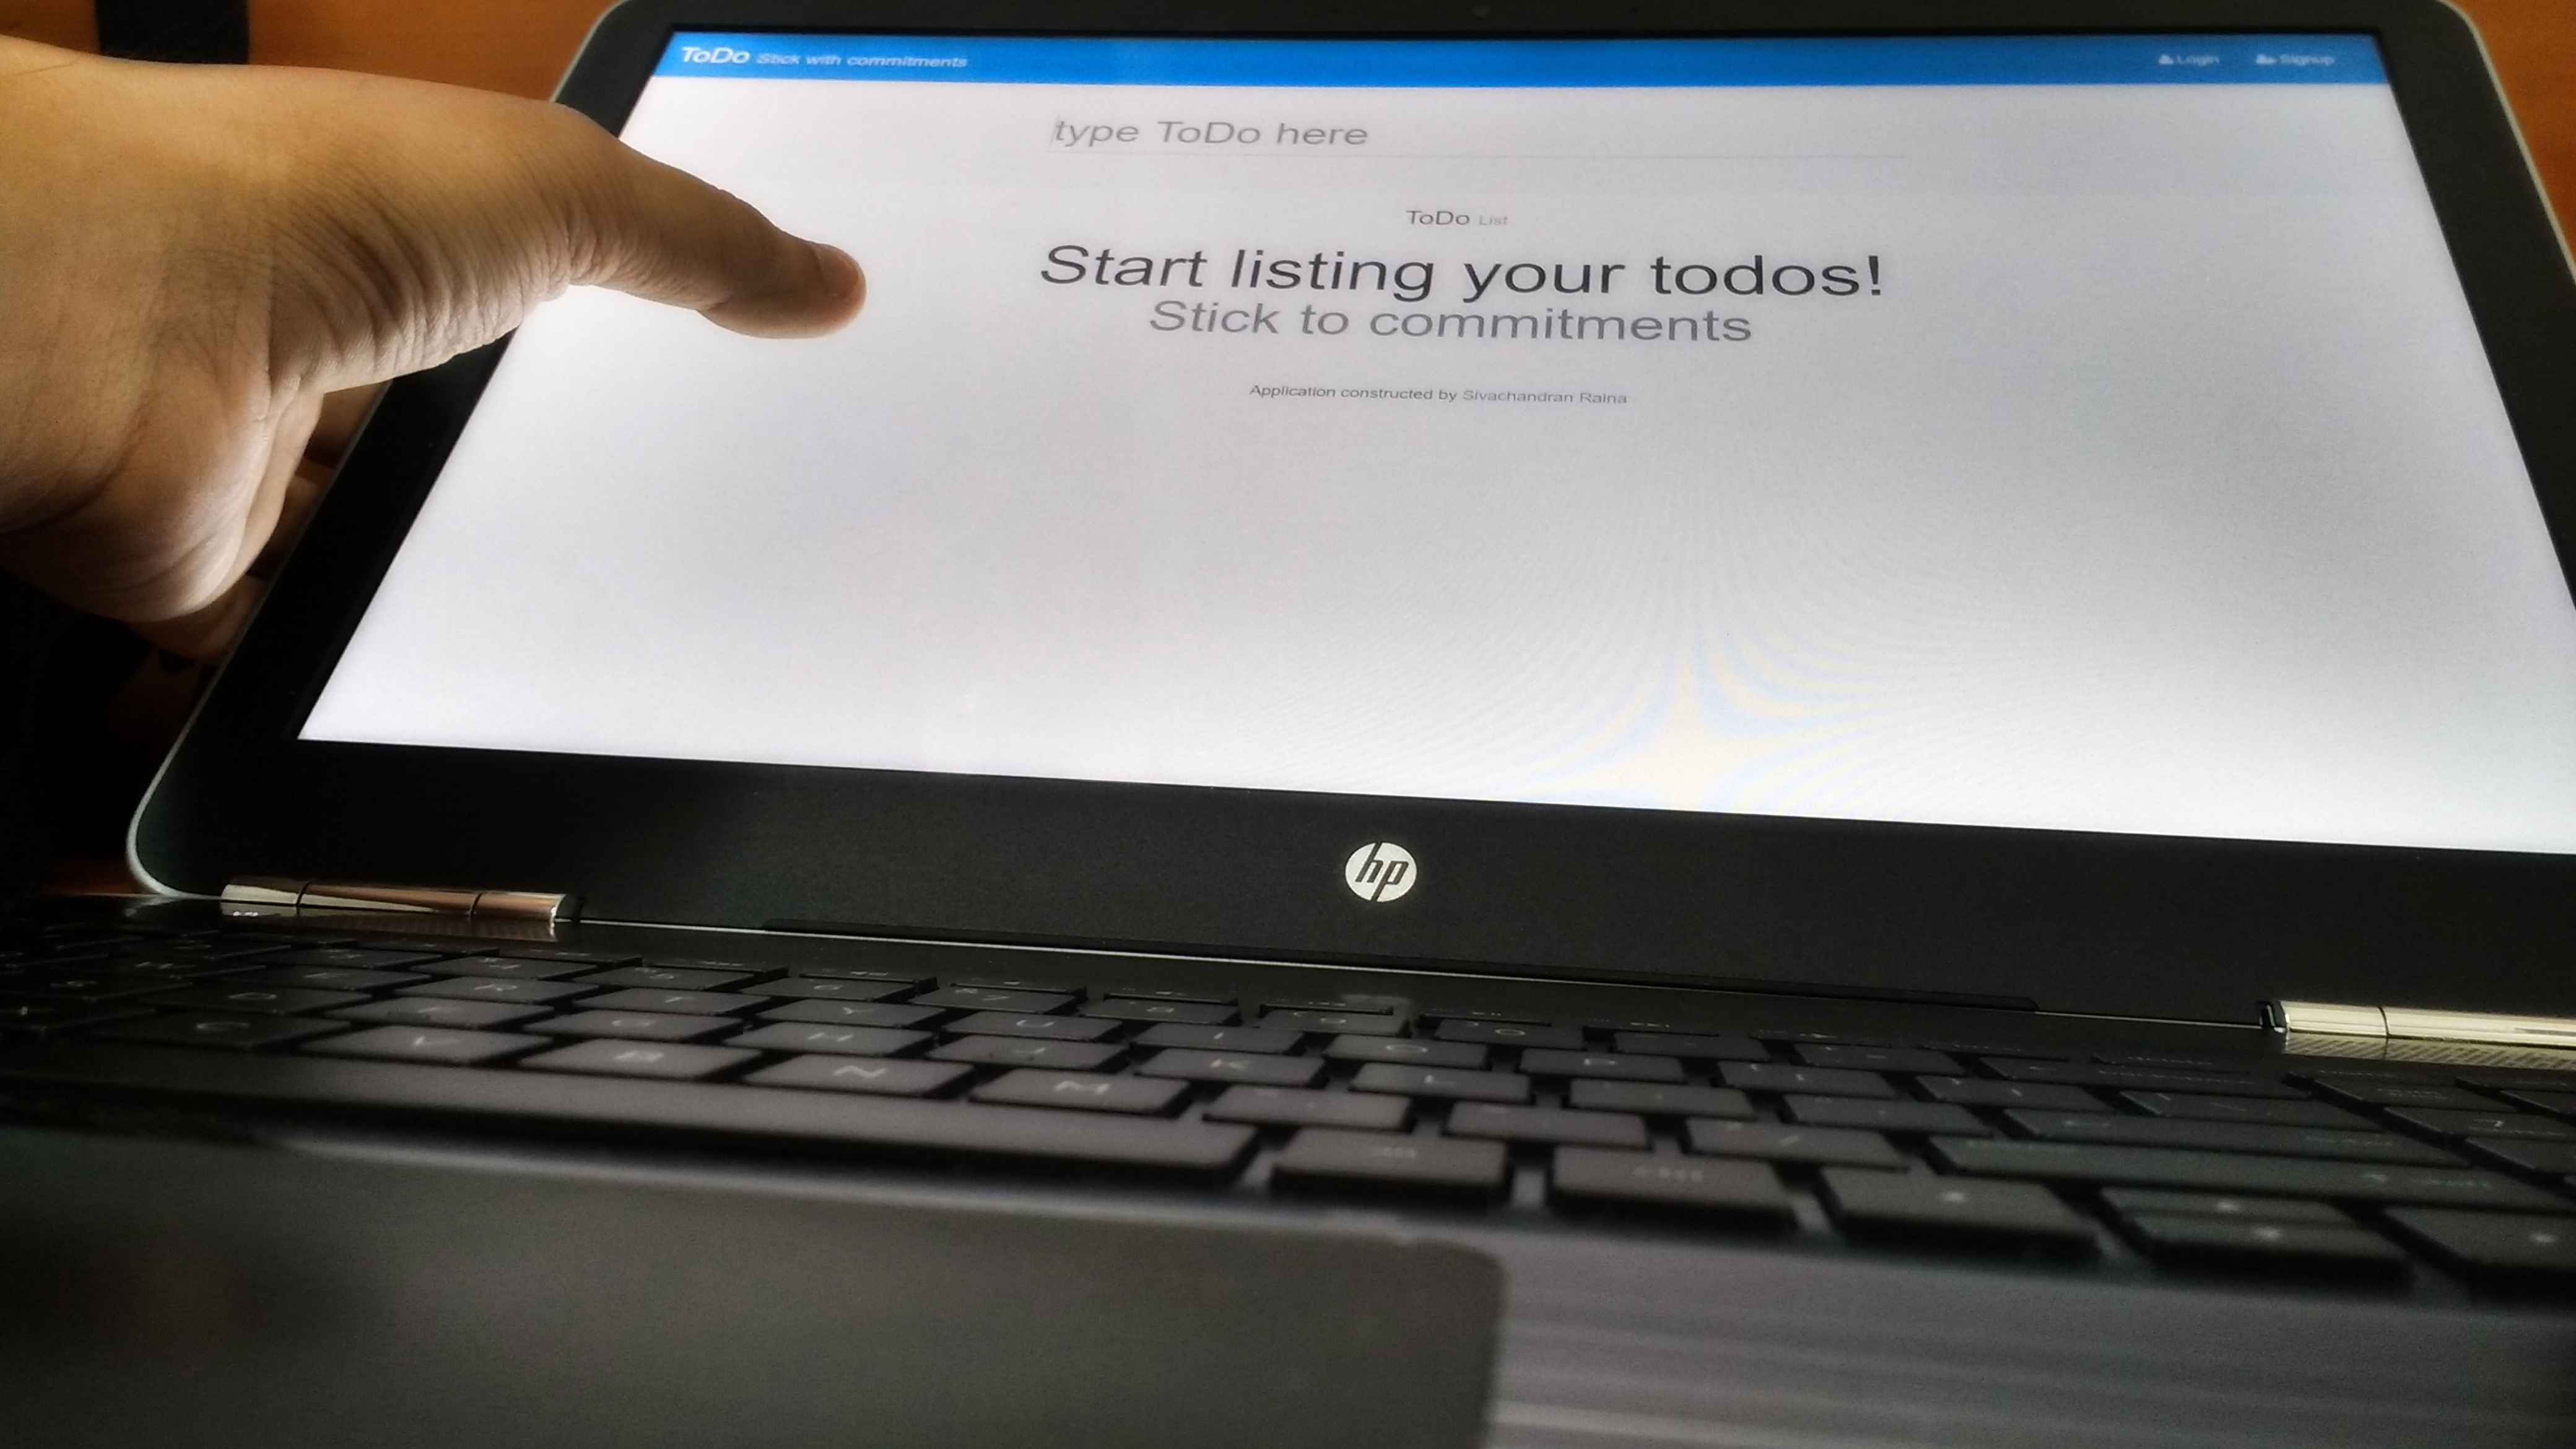 ToDo Stick with commitments Login Signup
type ToDo here
ToDo List
Start listing your todos!
Stick to commitments
Application constructed by Sivachandran Raina
hp
R T Y U I O P
D F G H J K L
C V B N M